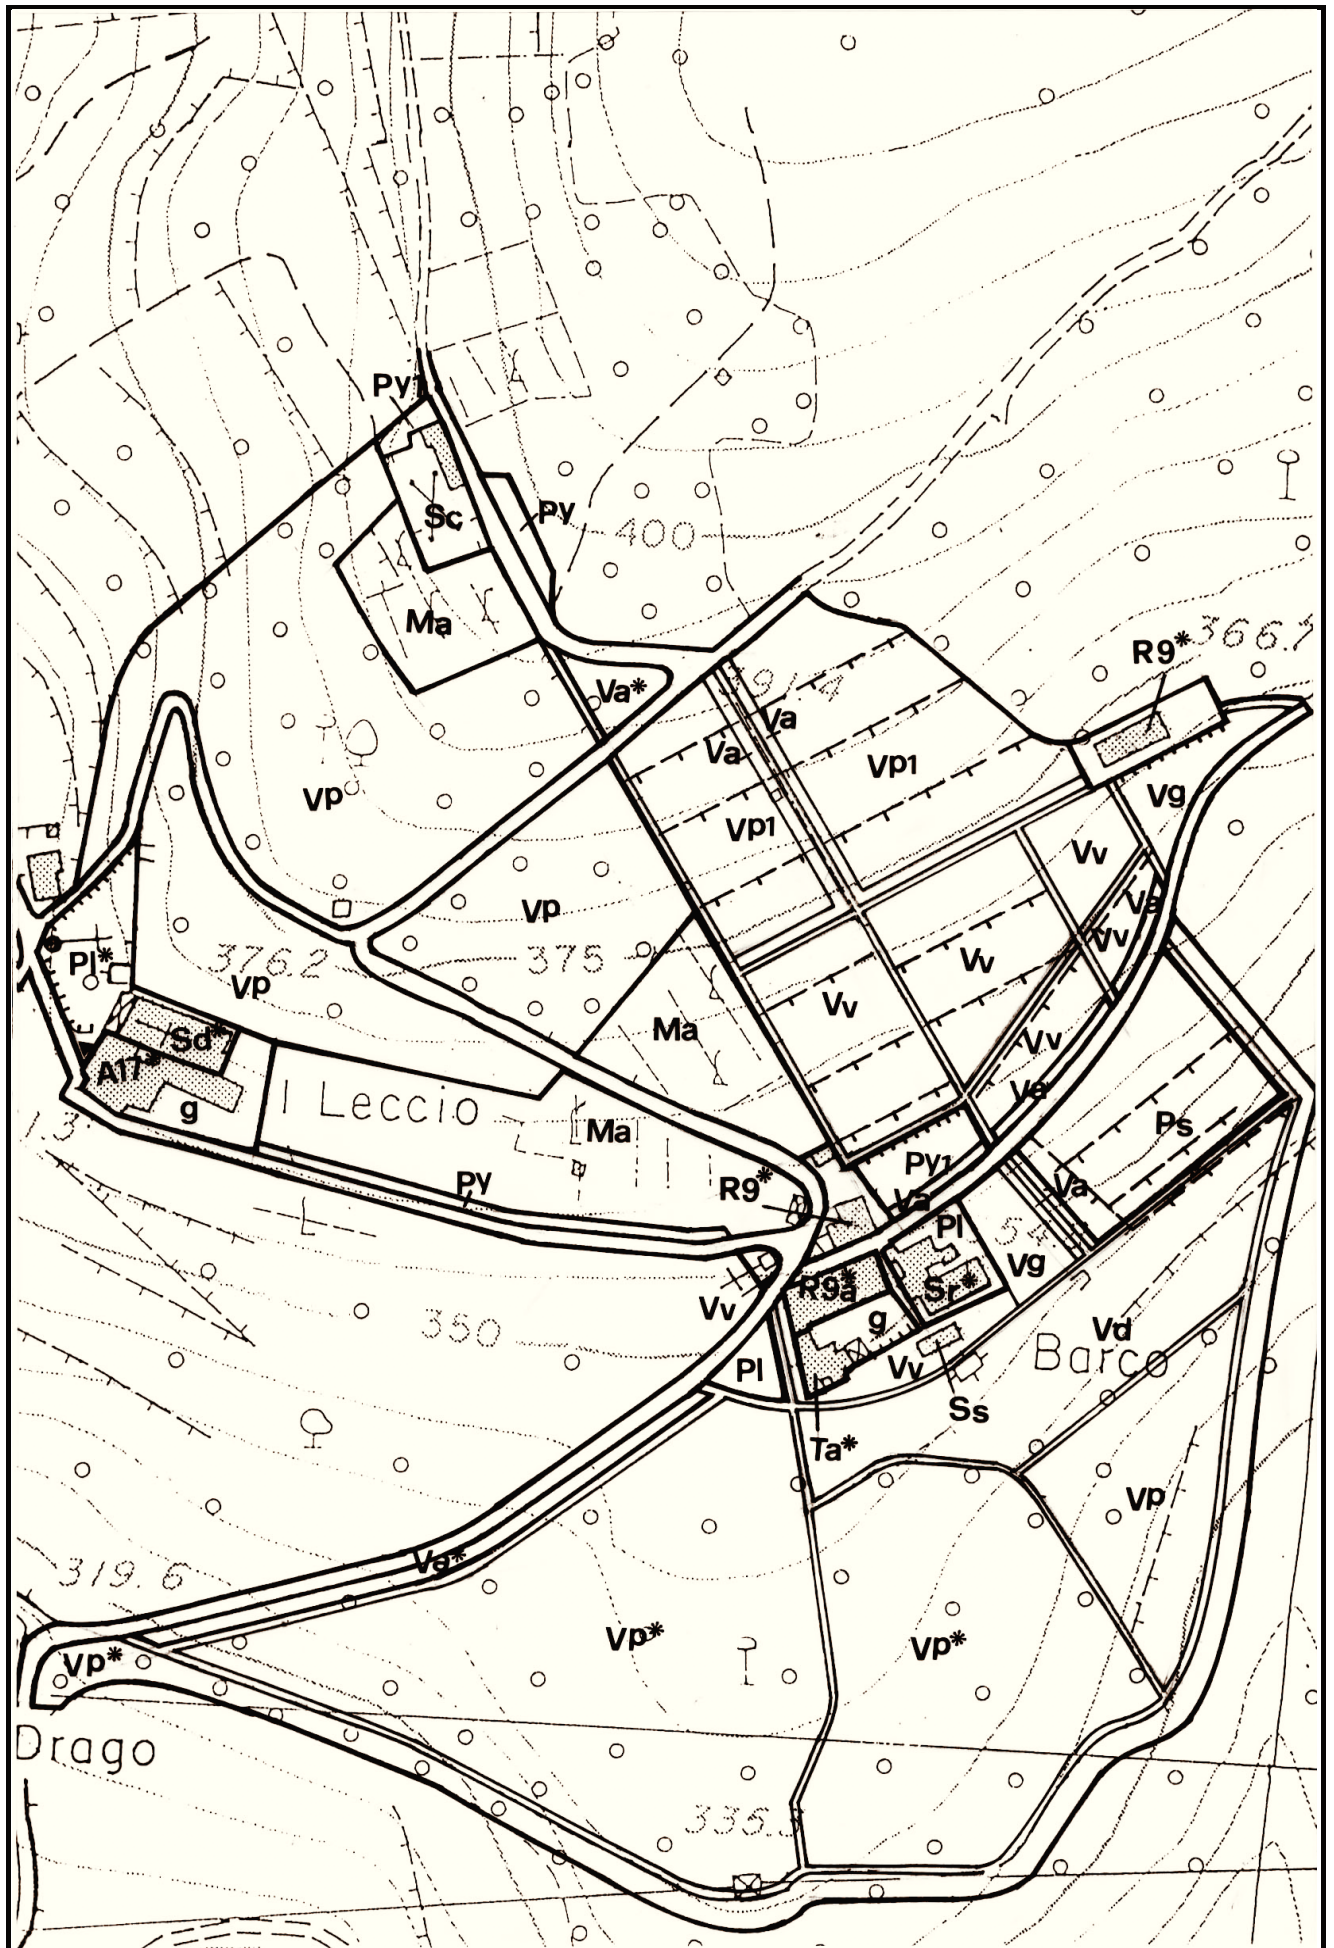 Py1
Sc
Py
400
Ma
R9*
366.7
Va*
Va
Va
Vp1
Vg
Vp
Vp1
Vv
Va
Vp
Vv
Pl*
376.2
375
Vv
Vp
Vv
Ma
Sd*
Vv
A17*
Va
g
I Leccio
Ma
Ps
Py1
Py
R9*
Va
Va
Pl
Vg
R9a*
Sr*
Vv
g
350
Vd
Barco
Vv
Pl
Ss
Ta*
Vp
Va*
319.6
Vp*
Vp*
Vp*
Drago